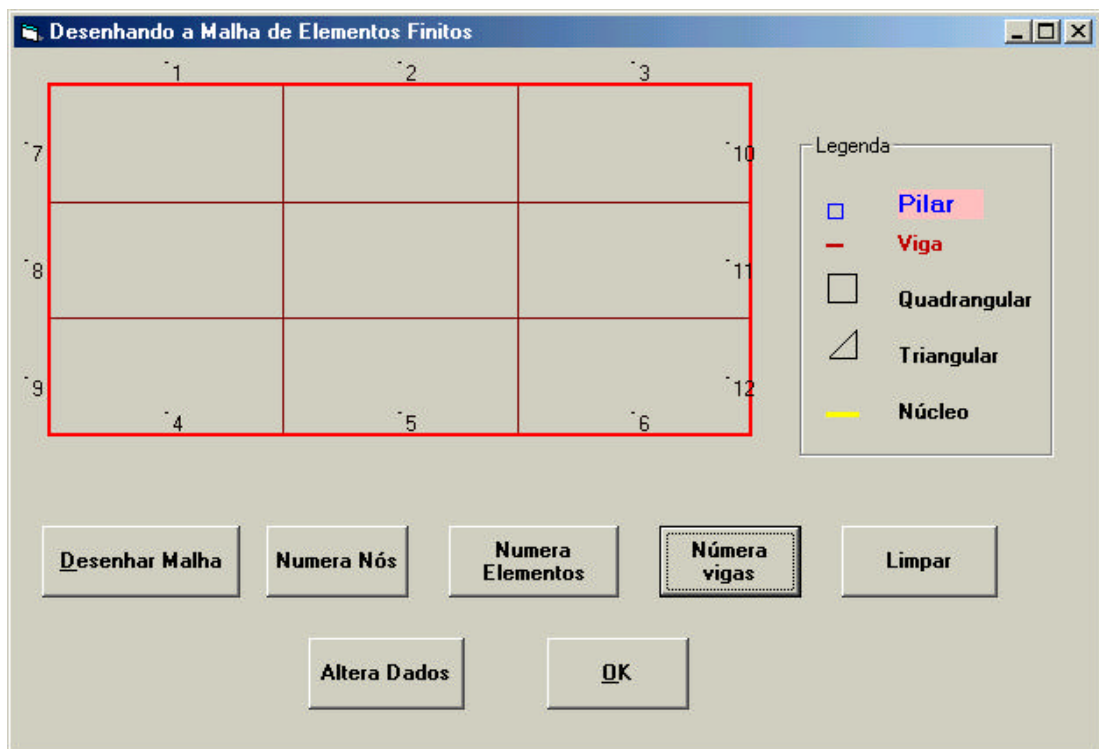 Desenhando a Malha de Elementos Finitos
1 2 3
7 10
8 11
9 12
4 5 6
Legenda
Pilar
Viga
Quadrangular
Triangular
Núcleo
Desenhar Malha
Numera Nós
Numera
Elementos
Número
vigas
Limpar
Altera Dados
OK